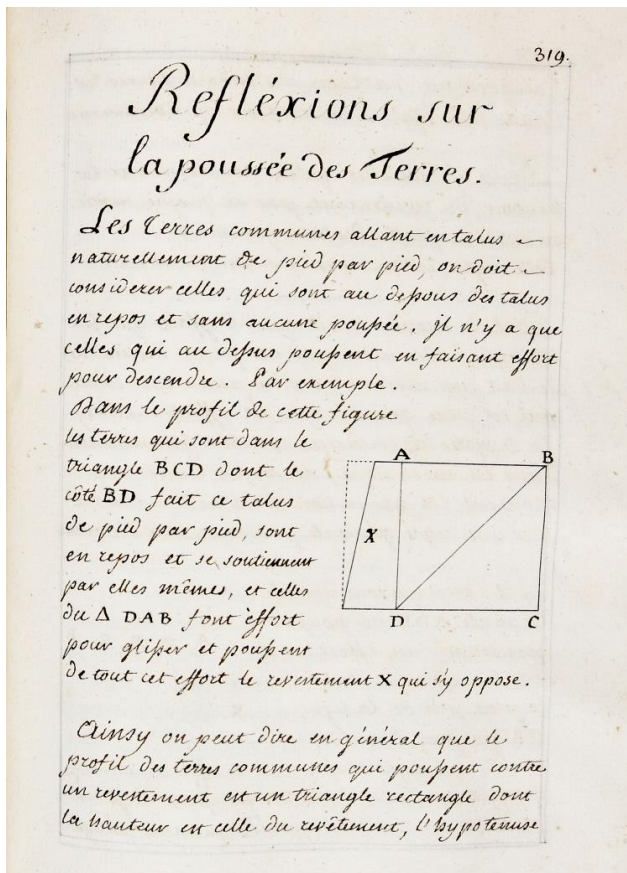 319.
Refléxions sur
la poussée des Terres.
Les Terres communes allant en talus
naturellement de pied par pied, on doit
considerer celles qui sont au dessous des talus
en repos et sans aucune poussée. jl n'y a que
celles qui au dessus poussent en faisant effort
pour descendre. Par exemple.
Dans le profil de cette figure
les terres qui sont dans le
triangle BCD dont le
côté BD fait ce talus
de pied par pied, sont
en repos et se soutiennent
par elles mêmes, et celles
du Δ DAB font èffort
pour glisser et poussent
de tout cet effort le revestement X qui s'y oppose.
A B
X
D C
Ainsy on peut dire en général que le
profil des terres communes qui poussent contre
un revestement est un triangle rectangle dont
la hauteur est celle du revêtement, l'hypotenuse